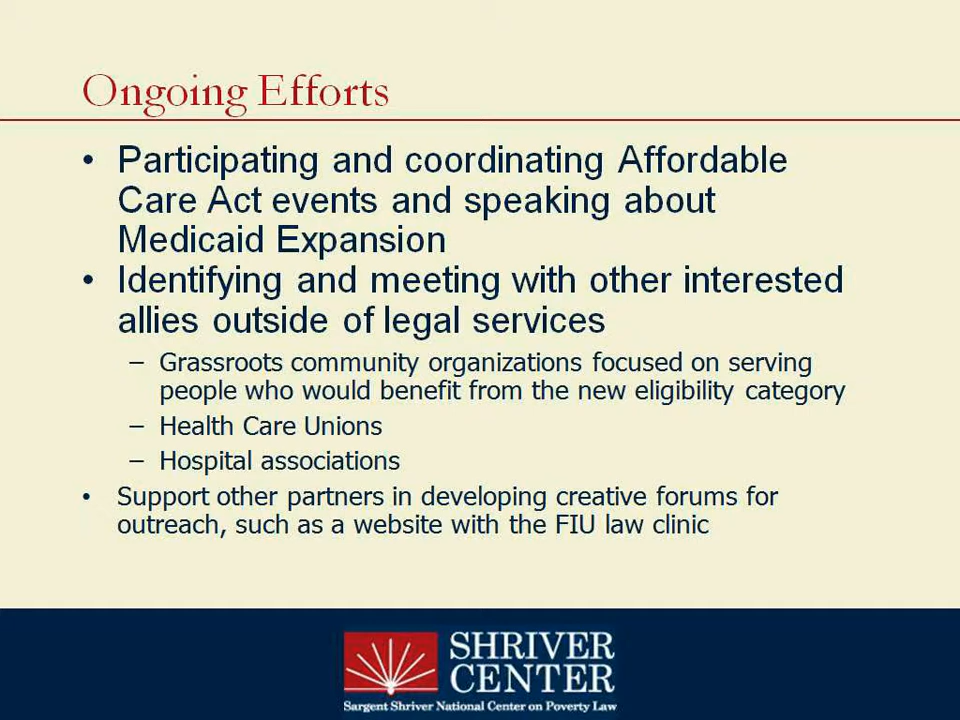 Ongoing Efforts
• Participating and coordinating Affordable
Care Act events and speaking about
Medicaid Expansion
• Identifying and meeting with other interested
allies outside of legal services
– Grassroots community organizations focused on serving
people who would benefit from the new eligibility category
– Health Care Unions
– Hospital associations
• Support other partners in developing creative forums for
outreach, such as a website with the FIU law clinic
SHRIVER
CENTER
Sargent Shriver National Center on Poverty Law